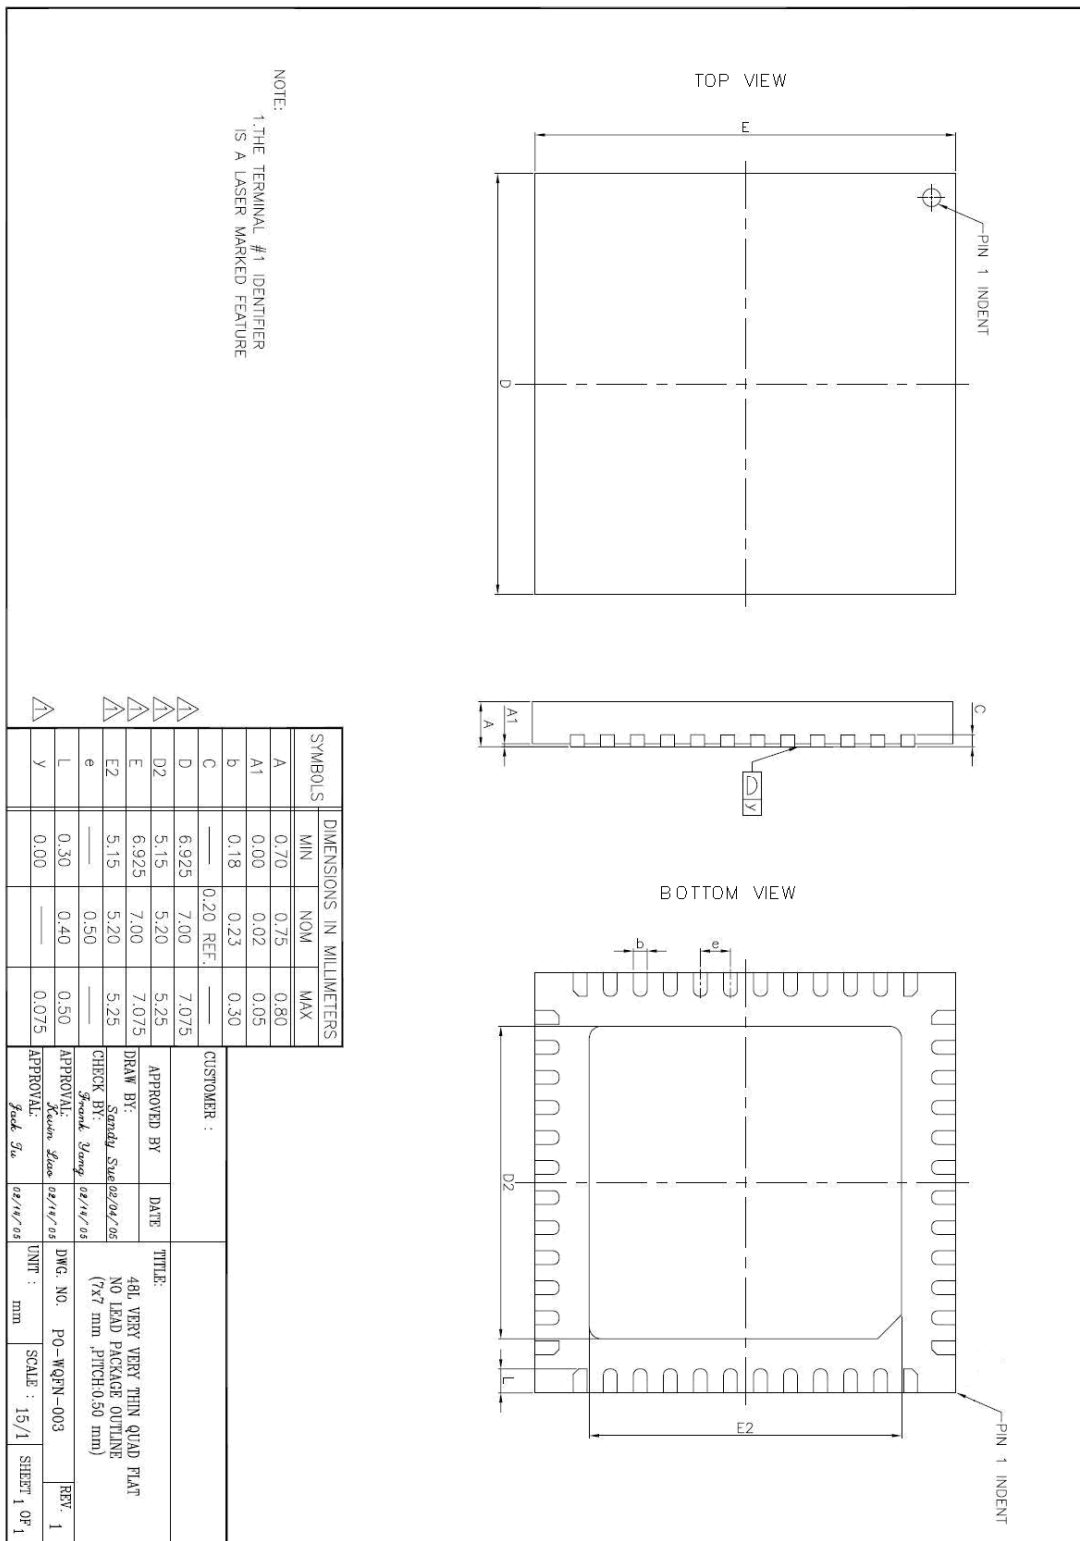 TOP VIEW
E
D
PIN 1 INDENT
NOTE:
1.THE TERMINAL #1 IDENTIFIER
IS A LASER MARKED FEATURE
A
A1
C
y
BOTTOM VIEW
b
e
D2
E2
L
PIN 1 INDENT
SYMBOLS DIMENSIONS IN MILLIMETERS
MIN NOM MAX
A 0.70 0.75 0.80
A1 0.00 0.02 0.05
b 0.18 0.23 0.30
C — 0.20 REF. —
1 D 6.925 7.00 7.075
1 D2 5.15 5.20 5.25
1 E 6.925 7.00 7.075
1 E2 5.15 5.20 5.25
e — 0.50 —
L 0.30 0.40 0.50
1 y 0.00 — 0.075
CUSTOMER :
APPROVED BY DATE
DRAW BY:
Sandy Sue 02/04/05
CHECK BY:
Frank Yang 02/14/05
APPROVAL:
Kevin Liao 02/14/05
APPROVAL:
Jack Tu 02/14/05
TITLE:
48L VERY VERY THIN QUAD FLAT
NO LEAD PACKAGE OUTLINE
(7x7 mm ,PITCH:0.50 mm)
DWG. NO. PO-WQFN-003 REV. 1
UNIT : mm SCALE : 15/1 SHEET 1 OF 1